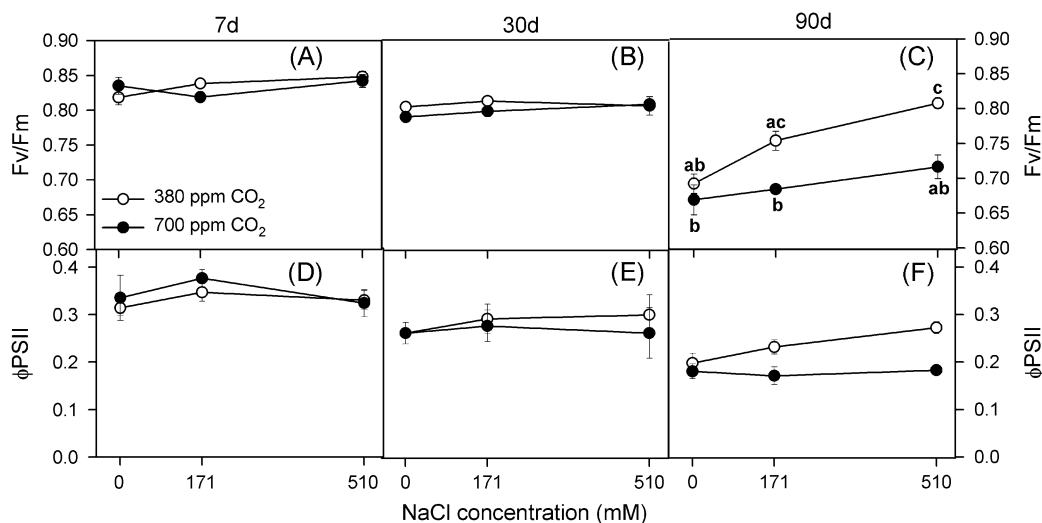 7d 30d 90d
0.90 (A) (B) (C) 0.90
0.85 0.85
0.80 0.80
0.75 0.75
0.70 0.70
0.65 0.65
0.60 0.60
Fv/Fm Fv/Fm
380 ppm CO2
700 ppm CO2
ab ac c
b b ab
(D) (E) (F)
0.4 0.4
0.3 0.3
0.2 0.2
0.1 0.1
0.0 0.0
ϕPSII ϕPSII
0 171 510 0 171 510 0 171 510
NaCl concentration (mM)